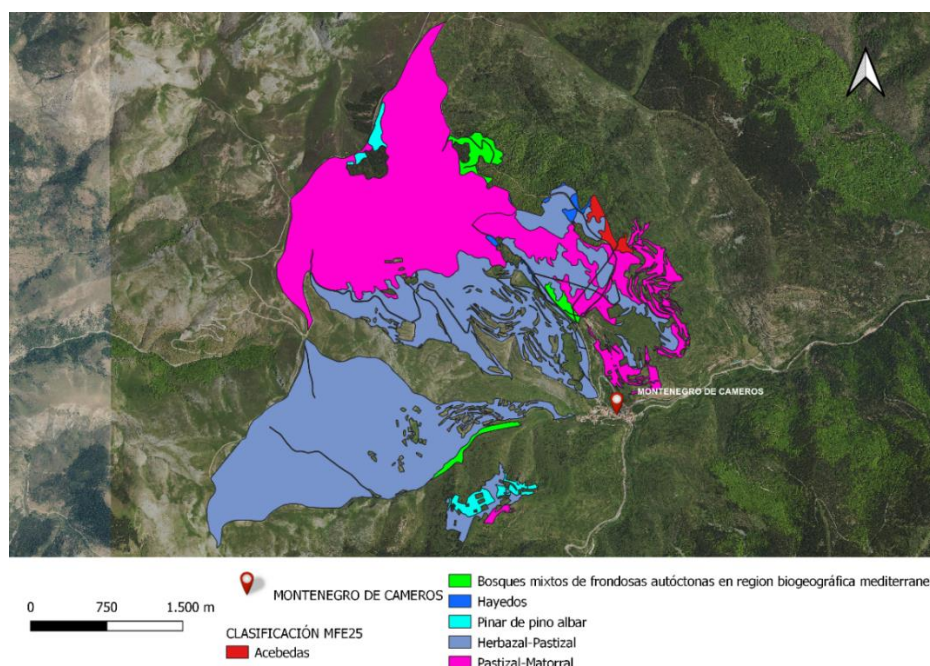 MONTENEGRO DE CAMEROS
0 750 1.500 m
MONTENEGRO DE CAMEROS
CLASIFICACIÓN MFE25
Acebedas
Bosques mixtos de frondosas autóctonas en region biogeográfica mediterrane
Hayedos
Pinar de pino albar
Herbazal-Pastizal
Pastizal-Matorral